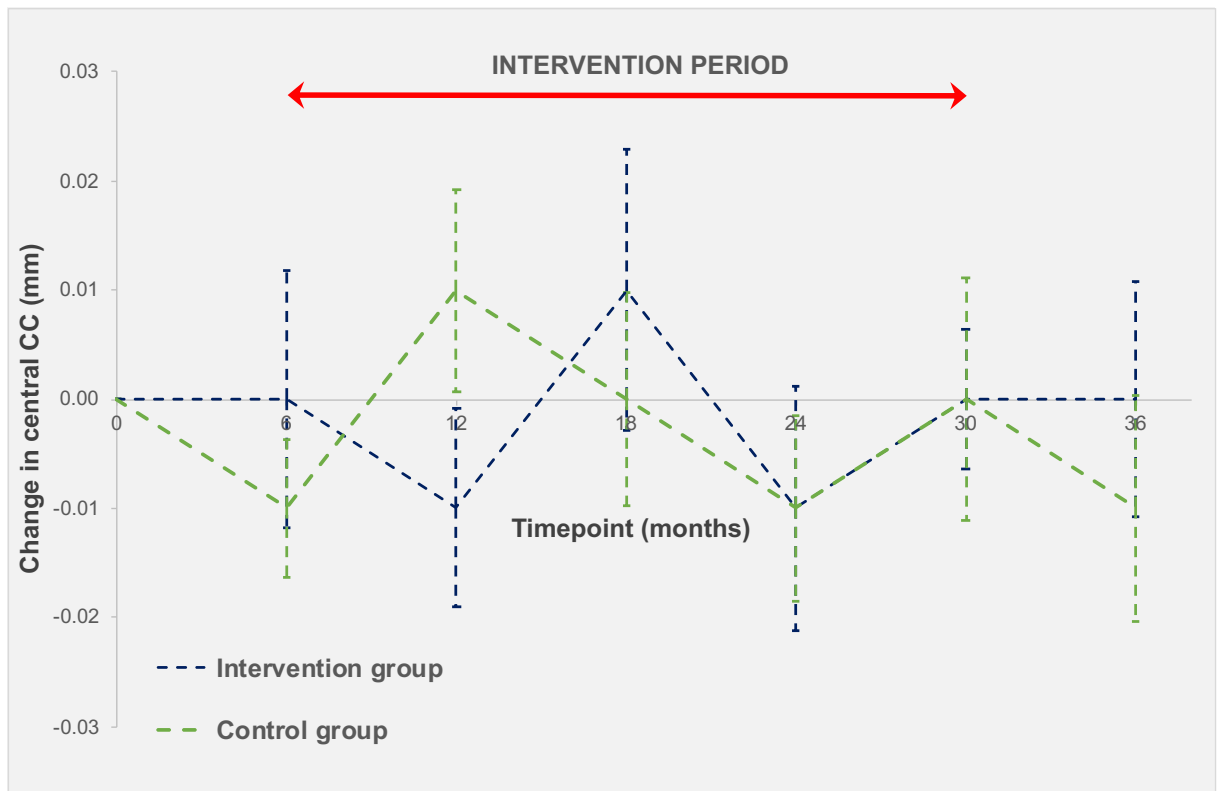 INTERVENTION PERIOD
0.03
0.02
0.01
0.00
-0.01
-0.02
-0.03
Change in central CC (mm)
0 6 12 18 24 30 36
Timepoint (months)
Intervention group
Control group